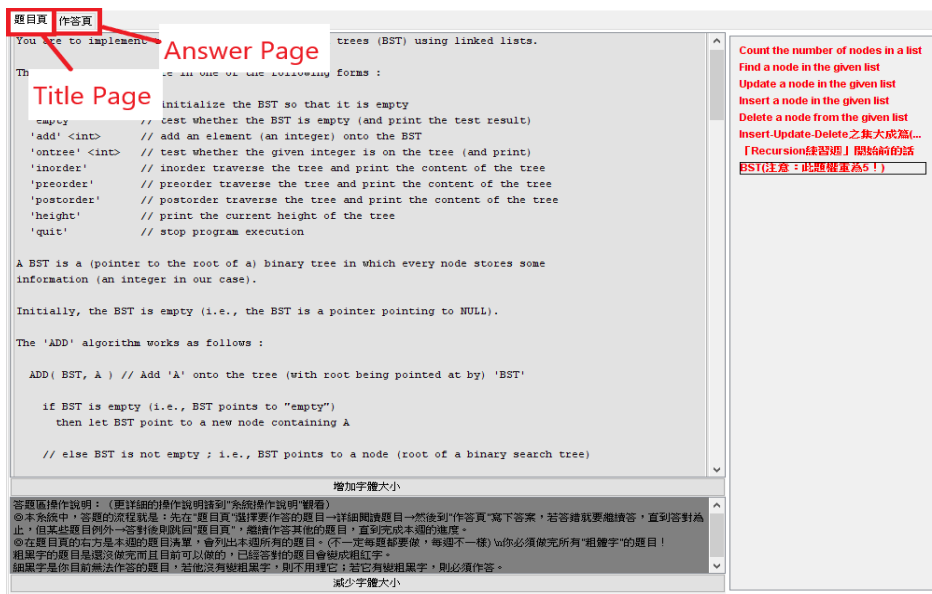 題目頁 作答頁
Answer Page
Title Page
You are to implement trees (BST) using linked lists.
Th e in one of the following forms :
initialize the BST so that it is empty
'empty' // test whether the BST is empty (and print the test result)
'add' <int> // add an element (an integer) onto the BST
'ontree' <int> // test whether the given integer is on the tree (and print)
'inorder' // inorder traverse the tree and print the content of the tree
'preorder' // preorder traverse the tree and print the content of the tree
'postorder' // postorder traverse the tree and print the content of the tree
'height' // print the current height of the tree
'quit' // stop program execution
A BST is a (pointer to the root of a) binary tree in which every node stores some
information (an integer in our case).
Initially, the BST is empty (i.e., the BST is a pointer pointing to NULL).
The 'ADD' algorithm works as follows :
ADD( BST, A ) // Add 'A' onto the tree (with root being pointed at by) 'BST'
if BST is empty (i.e., BST points to "empty")
then let BST point to a new node containing A
// else BST is not empty ; i.e., BST points to a node (root of a binary search tree)
增加字體大小
答題區操作說明：（更詳細的操作說明請到"系統操作說明"觀看）
◎本系統中，答題的流程就是：先在"題目頁"選擇要作答的題目→詳細閱讀題目→然後到"作答頁"寫下答案，若答錯就要繼續答，直到答對為
止，但某些題目例外→答對後則跳回"題目頁"，繼續作答其他的題目，直到完成本週的進度。
◎在題目頁的右方是本週的題目清單，會列出本週所有的題目。(不一定每題都要做，每週不一樣) \n你必須做完所有"粗體字"的題目！
粗黑字的題目是還沒做完而且目前可以做的，已經答對的題目會變成粗紅字。
細黑字是你目前無法作答的題目，若他沒有變粗黑字，則不用理它；若它有變粗黑字，則必須作答。
減少字體大小
Count the number of nodes in a list
Find a node in the given list
Update a node in the given list
Insert a node in the given list
Delete a node from the given list
Insert-Update-Delete之集大成篇(...
「Recursion練習週」開始前的話
BST(注意：此題權重為5！)